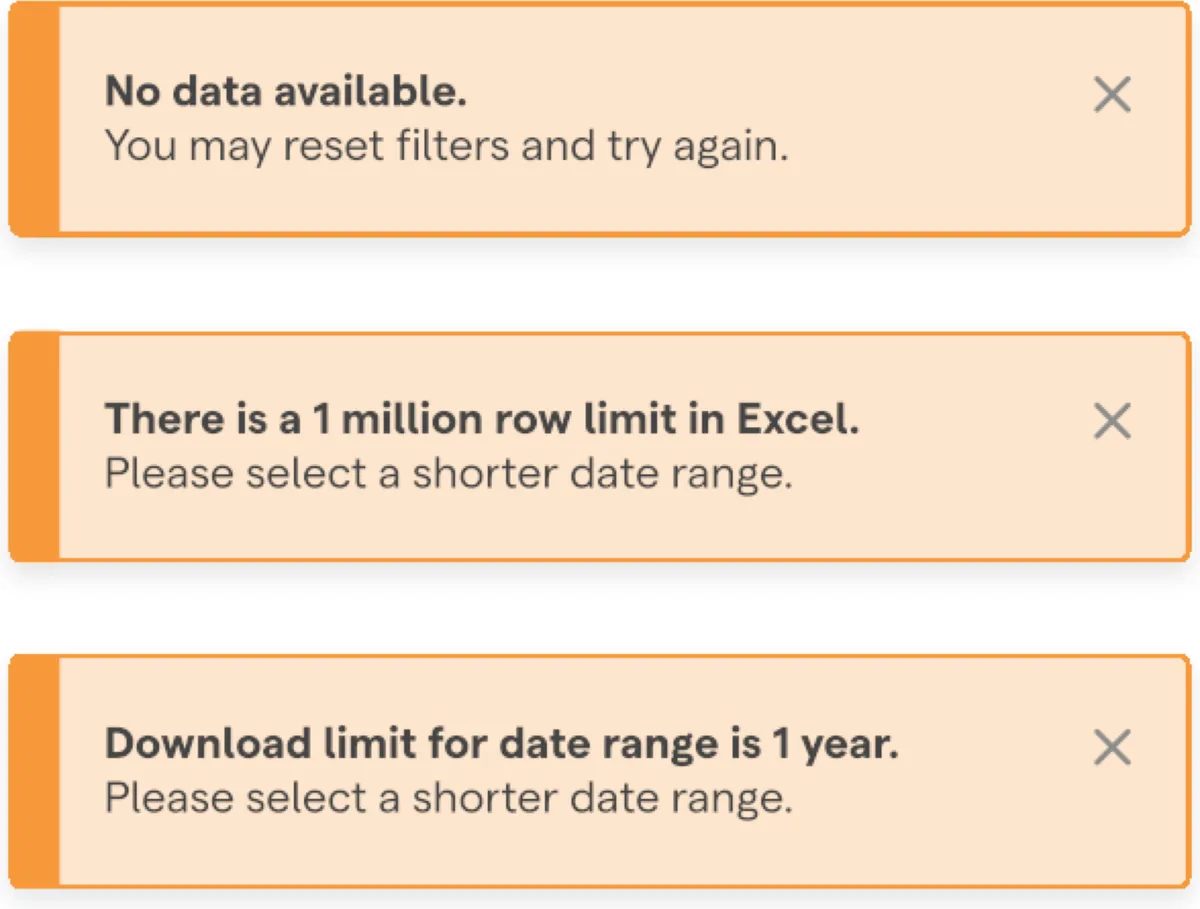 No data available.
You may reset filters and try again.
There is a 1 million row limit in Excel.
Please select a shorter date range.
Download limit for date range is 1 year.
Please select a shorter date range.